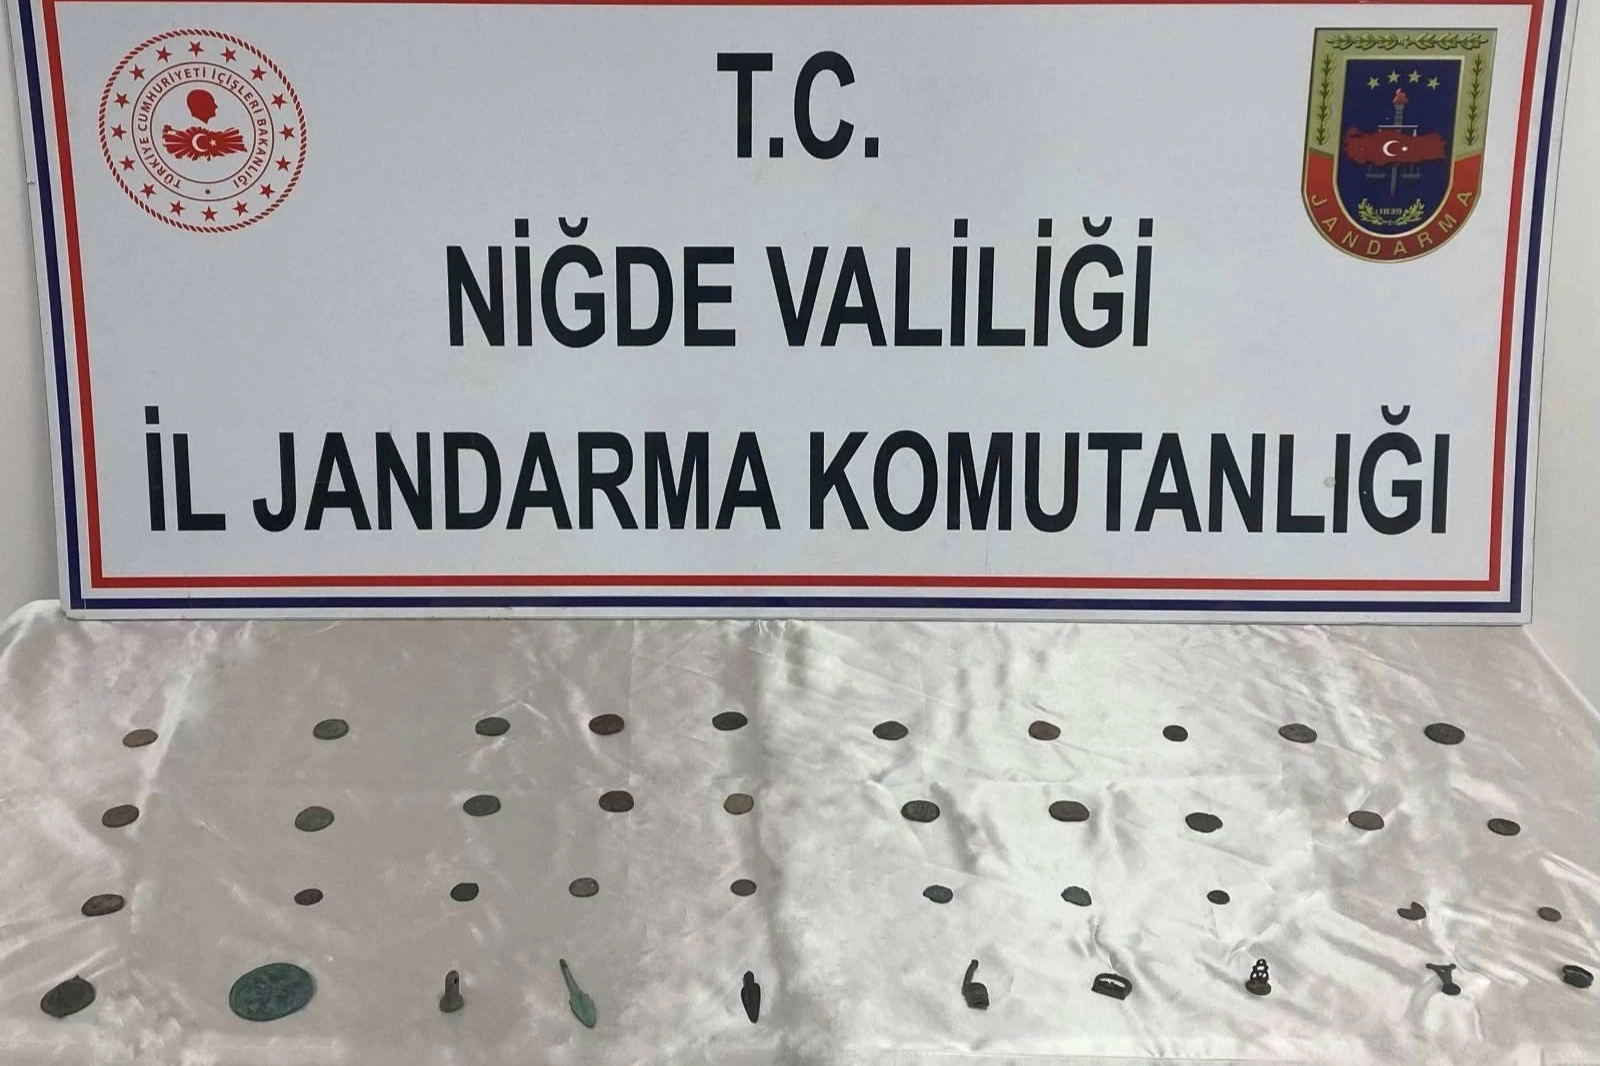 TÜRKİYE CUMHURİYETİ İÇİŞLERİ BAKANLIĞI
T.C.
NİĞDE VALİLİĞİ
İL JANDARMA KOMUTANLIĞI
1839
JANDARMA